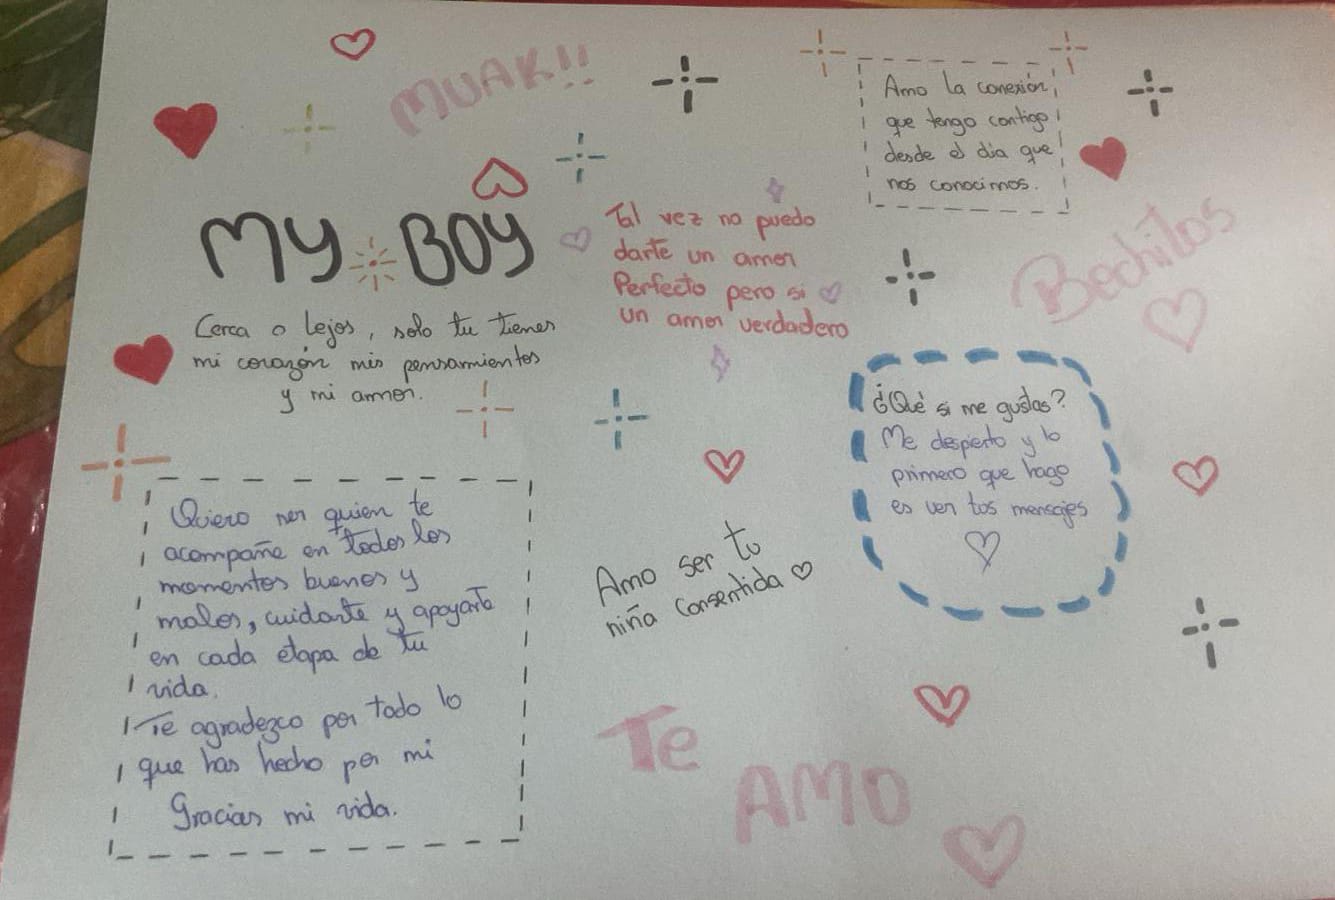 MUAK!!
MY BOY
Cerca o lejos, solo tu tienes
mi corazón mis pensamientos
y mi amor.
Tal vez no puedo
darte un amor
Perfecto pero si
un amor verdadero
Amo la conexión
que tengo contigo
desde el día que
nos conocimos.
Bechitos
¿Qué si me gustas?
Me despierto y lo
primero que hago
es ver tos mensajes
Quiero ser quien te
acompañe en todos los
momentos buenos y
malos, cuidarte y apoyarte
en cada etapa de tu
vida.
Te agradezco por todo lo
que has hecho por mi
Gracias mi vida.
Amo ser tu
niña consentida
Te
AMO